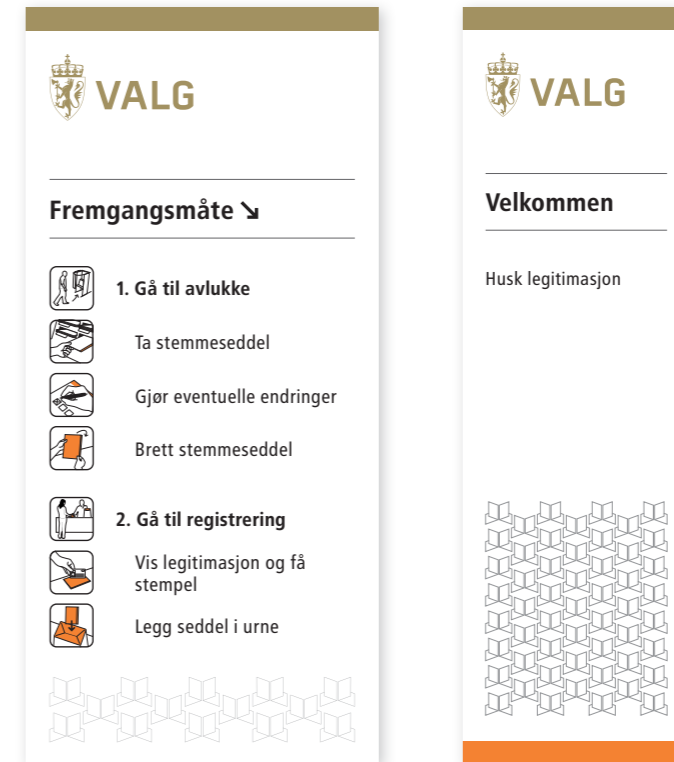 VALG
Fremgangsmåte ↘
1. Gå til avlukke
Ta stemmeseddel
Gjør eventuelle endringer
Brett stemmeseddel
2. Gå til registrering
Vis legitimasjon og få
stempel
Legg seddel i urne
VALG
Velkommen
Husk legitimasjon